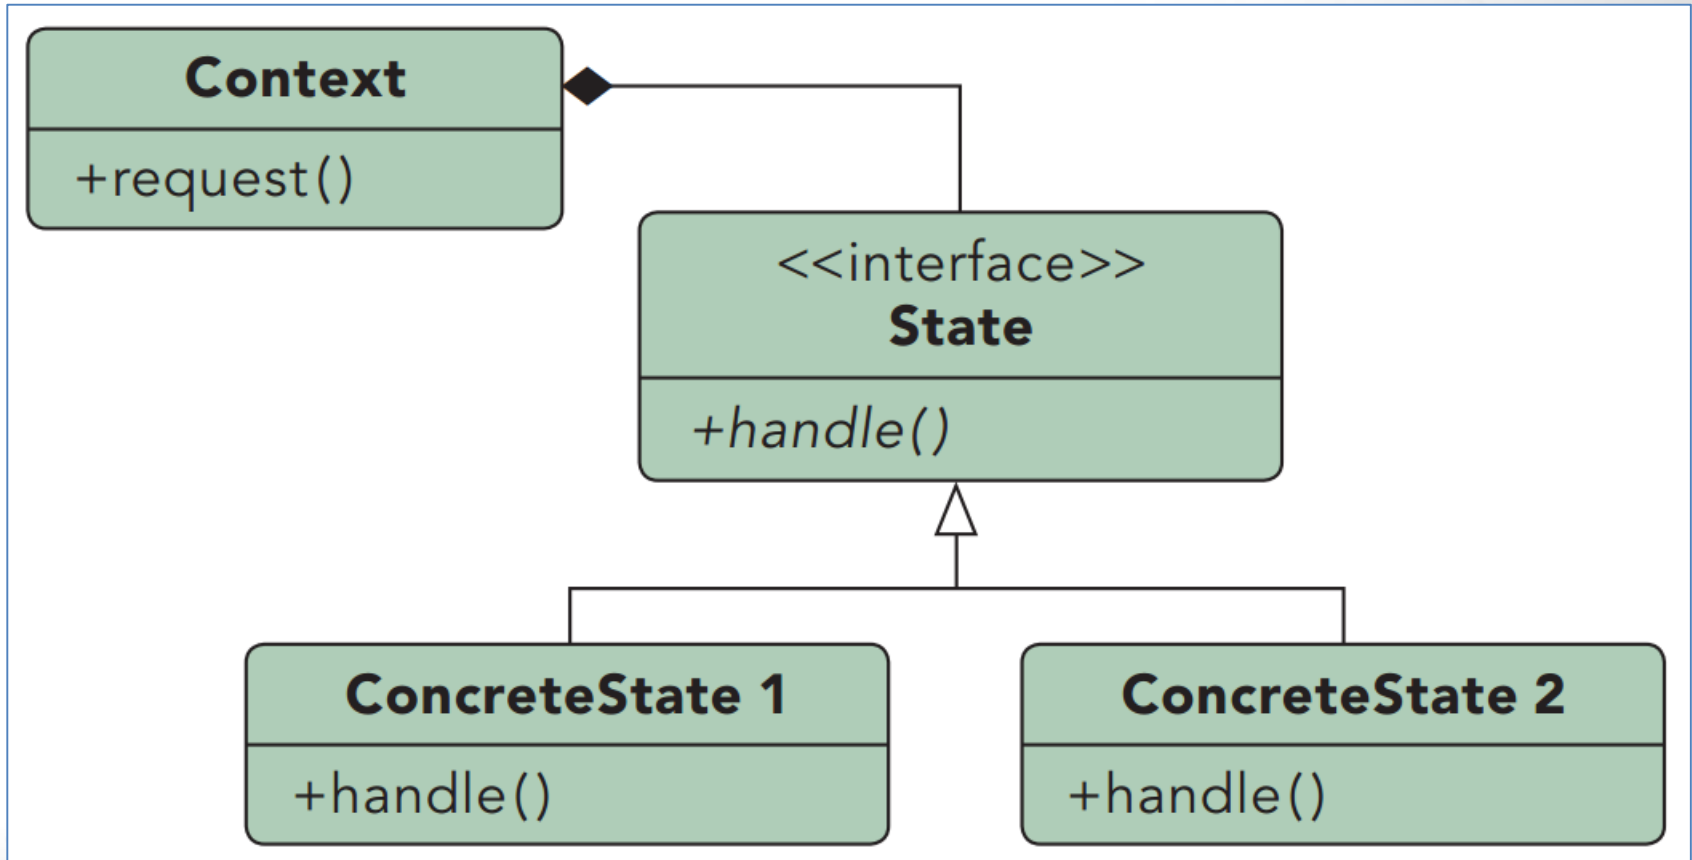 Context
+request()
<<interface>>
State
+handle()
ConcreteState 1
+handle()
ConcreteState 2
+handle()